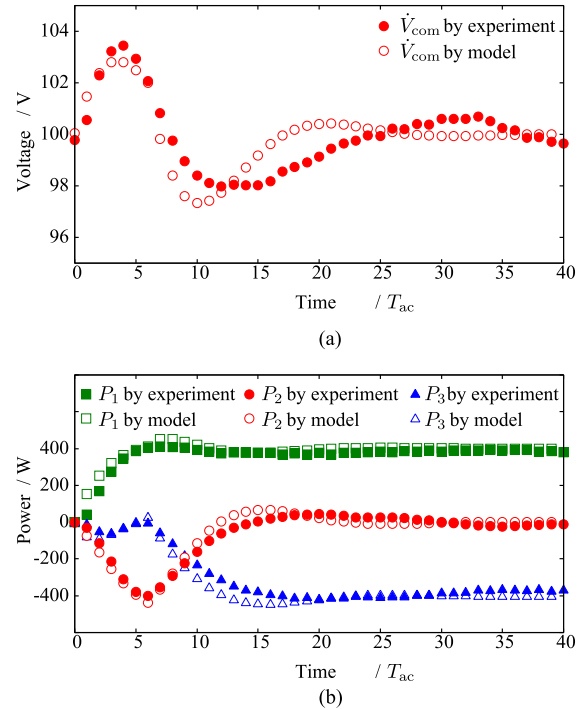 V̇com by experiment
V̇com by model
104
102
100
98
96
Voltage / V
0 5 10 15 20 25 30 35 40
Time / Tac
(a)
P1 by experiment P2 by experiment P3 by experiment
P1 by model P2 by model P3 by model
400
200
0
-200
-400
Power / W
0 5 10 15 20 25 30 35 40
Time / Tac
(b)